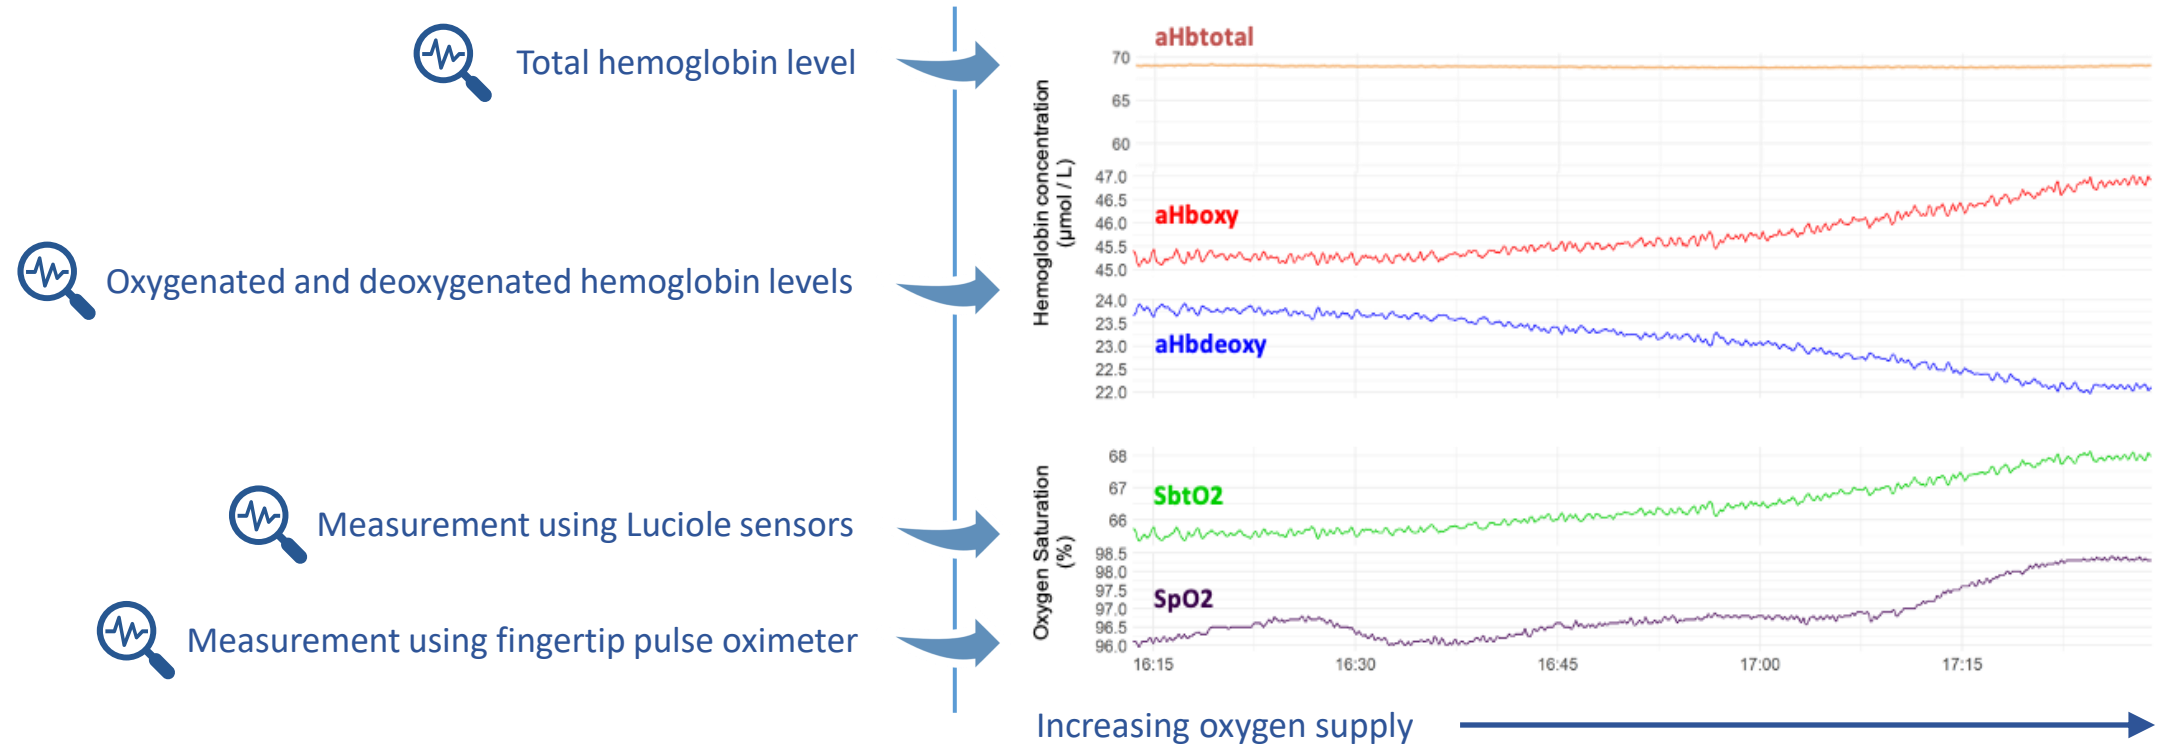 Total hemoglobin level
Oxygenated and deoxygenated hemoglobin levels
Measurement using Luciole sensors
Measurement using fingertip pulse oximeter
Hemoglobin concentration
(µmol / L)
aHbtotal
70
65
60
47.0
46.5
46.0
45.5
45.0
aHboxy
24.0
23.5
23.0
22.5
22.0
aHbdeoxy
Oxygen Saturation
(%)
68
67
66
SbtO2
98.5
98.0
97.5
97.0
96.5
96.0
SpO2
16:15 16:30 16:45 17:00 17:15
Increasing oxygen supply